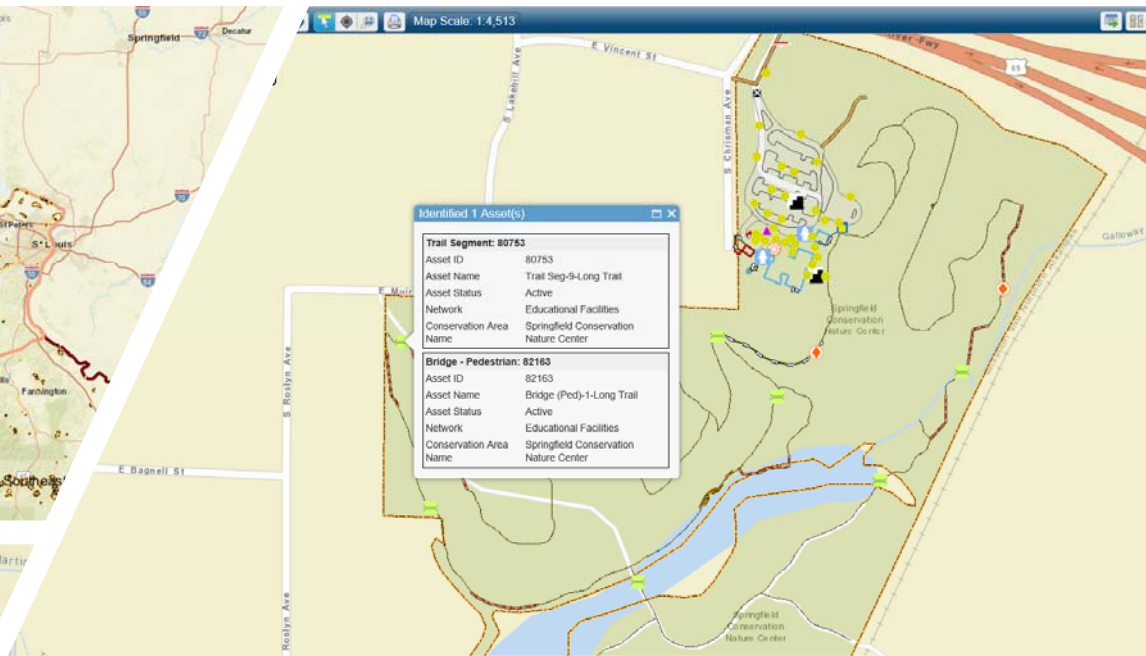 Springfield
72
Decatur
70
St Peters
St Louis
64
Farmington
Map Scale: 1:4,513
E Vincent St
S Lakehill Ave
S Chrisman Ave
65
Galloway
Identified 1 Asset(s)
Trail Segment: 80753
Asset ID 80753
Asset Name Trail Seg-9-Long Trail
Asset Status Active
Network Educational Facilities
Conservation Area Springfield Conservation
Name Nature Center
Bridge - Pedestrian: 82163
Asset ID 82163
Asset Name Bridge (Ped)-1-Long Trail
Asset Status Active
Network Educational Facilities
Conservation Area Springfield Conservation
Name Nature Center
S Roslyn Ave
E Bagnell St
Roslyn Ave
Springfield
Conservation
Nature Center
Springfield
Conservation
Nature Center